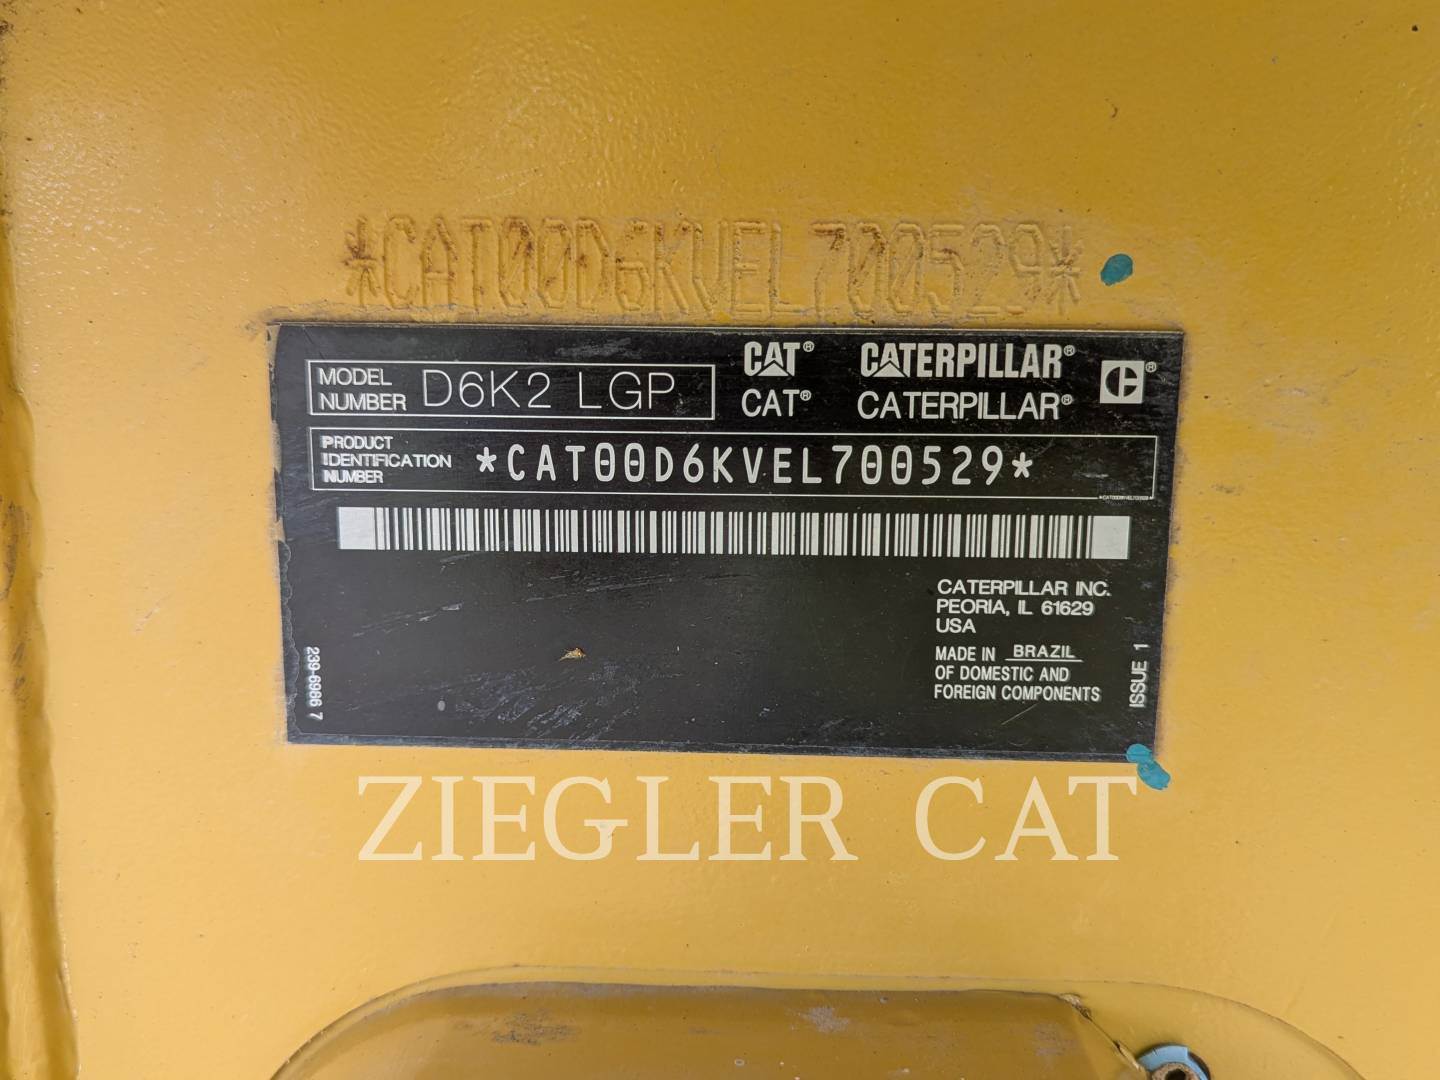 *CAT00D6KVEL700529*
CAT® CATERPILLAR®
MODEL NUMBER D6K2 LGP
CAT® CATERPILLAR®
PRODUCT IDENTIFICATION NUMBER *CAT00D6KVEL700529*
*CAT00D6KVEL700529*
CATERPILLAR INC.
PEORIA, IL 61629
USA
MADE IN BRAZIL
OF DOMESTIC AND
FOREIGN COMPONENTS
ISSUE 1
239-6986 7
ZIEGLER CAT